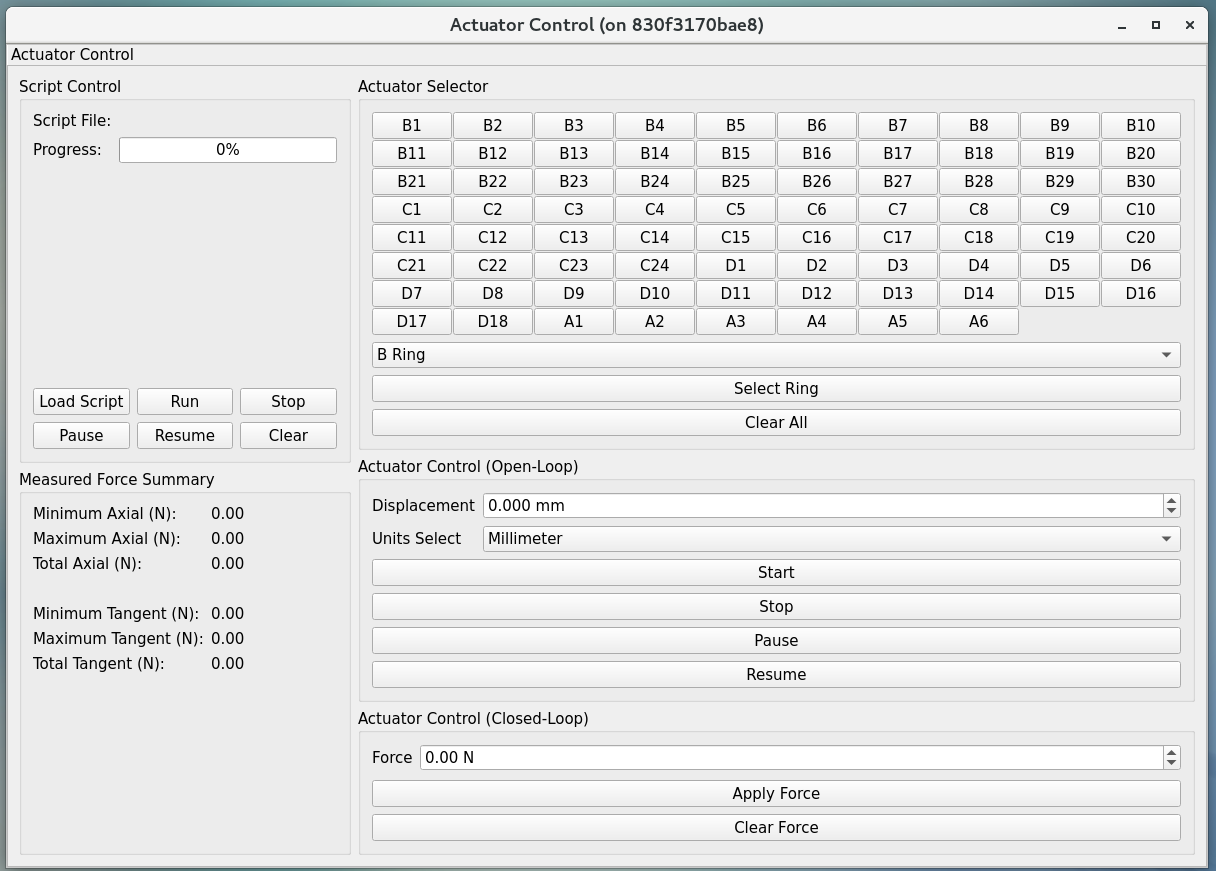 Actuator Control (on 830f3170bae8)
Actuator Control
Script Control
Script File:
Progress: 0%
Load Script Run Stop
Pause Resume Clear
Measured Force Summary
Minimum Axial (N): 0.00
Maximum Axial (N): 0.00
Total Axial (N): 0.00
Minimum Tangent (N): 0.00
Maximum Tangent (N): 0.00
Total Tangent (N): 0.00
Actuator Selector
B1 B2 B3 B4 B5 B6 B7 B8 B9 B10
B11 B12 B13 B14 B15 B16 B17 B18 B19 B20
B21 B22 B23 B24 B25 B26 B27 B28 B29 B30
C1 C2 C3 C4 C5 C6 C7 C8 C9 C10
C11 C12 C13 C14 C15 C16 C17 C18 C19 C20
C21 C22 C23 C24 D1 D2 D3 D4 D5 D6
D7 D8 D9 D10 D11 D12 D13 D14 D15 D16
D17 D18 A1 A2 A3 A4 A5 A6
B Ring
Select Ring
Clear All
Actuator Control (Open-Loop)
Displacement 0.000 mm
Units Select Millimeter
Start
Stop
Pause
Resume
Actuator Control (Closed-Loop)
Force 0.00 N
Apply Force
Clear Force